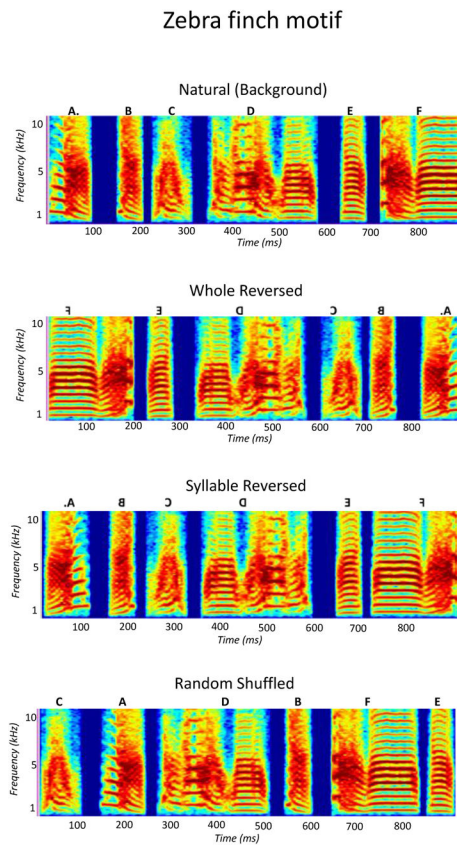 Zebra finch motif
Natural (Background)
A. B C D E F
Frequency (kHz)
10
5
1
100 200 300 400 500 600 700 800
Time (ms)
Whole Reversed
F E D C B A.
Frequency (kHz)
10
5
1
100 200 300 400 500 600 700 800
Time (ms)
Syllable Reversed
A. B C D E F
Frequency (kHz)
10
5
1
100 200 300 400 500 600 700 800
Time (ms)
Random Shuffled
C A D B F E
Frequency (kHz)
10
5
1
100 200 300 400 500 600 700 800
Time (ms)